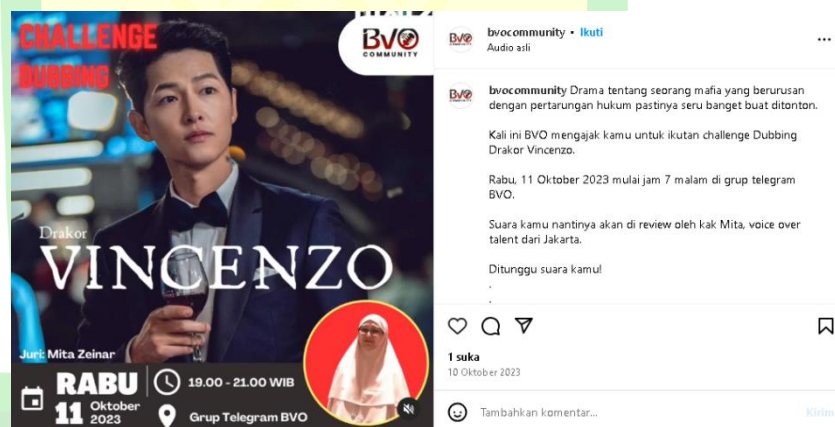 CHALLENGE
DUBBING
BVO
COMMUNITY
Drakor
VINCENZO
Juri: Mita Zeinar
RABU
11 Oktober
2023
19.00 - 21.00 WIB
Grup Telegram BVO
BVO
bvocommunity • Ikuti
Audio asli
BVO
bvocommunity Drama tentang seorang mafia yang berurusan
dengan pertarungan hukum pastinya seru banget buat ditonton.
Kali ini BVO mengajak kamu untuk ikutan challenge Dubbing
Drakor Vincenzo.
Rabu, 11 Oktober 2023 mulai jam 7 malam di grup telegram
BVO.
Suara kamu nantinya akan di review oleh kak Mita, voice over
talent dari Jakarta.
Ditunggu suara kamu!
.
.
1 suka
10 Oktober 2023
Tambahkan komentar...
Kirim